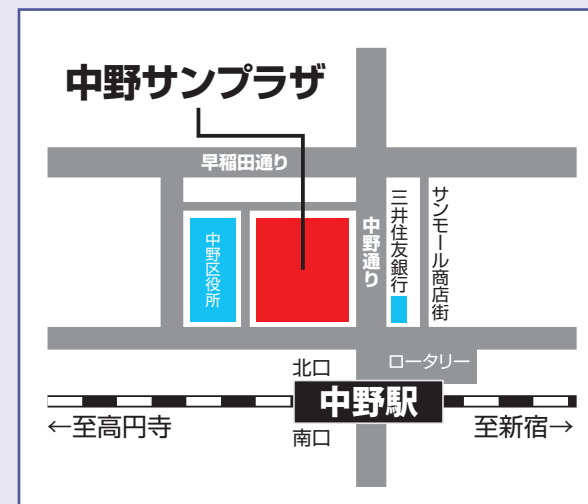 中野サンプラザ
早稲田通り
中野区役所
中野通り
三井住友銀行
サンモール商店街
北口
ロータリー
中野駅
←至高円寺
南口
至新宿→